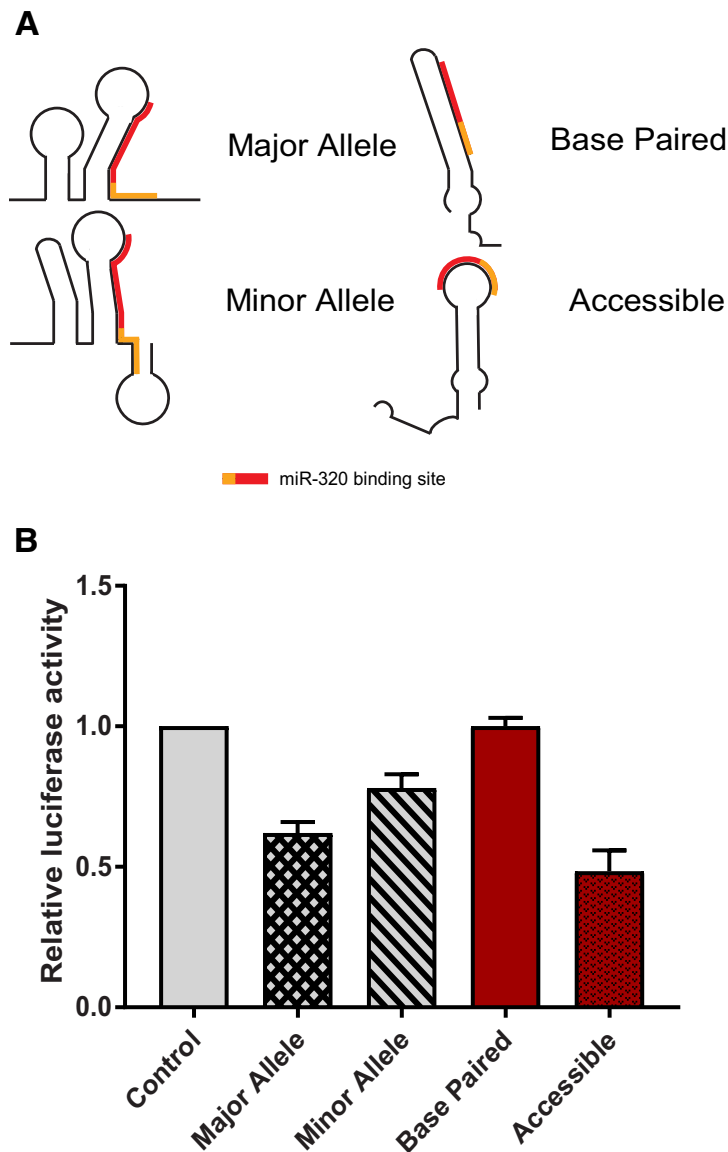 A
Major Allele
Base Paired
Minor Allele
Accessible
miR-320 binding site
B
Relative luciferase activity
1.5
1.0
0.5
0.0
Control
Major Allele
Minor Allele
Base Paired
Accessible